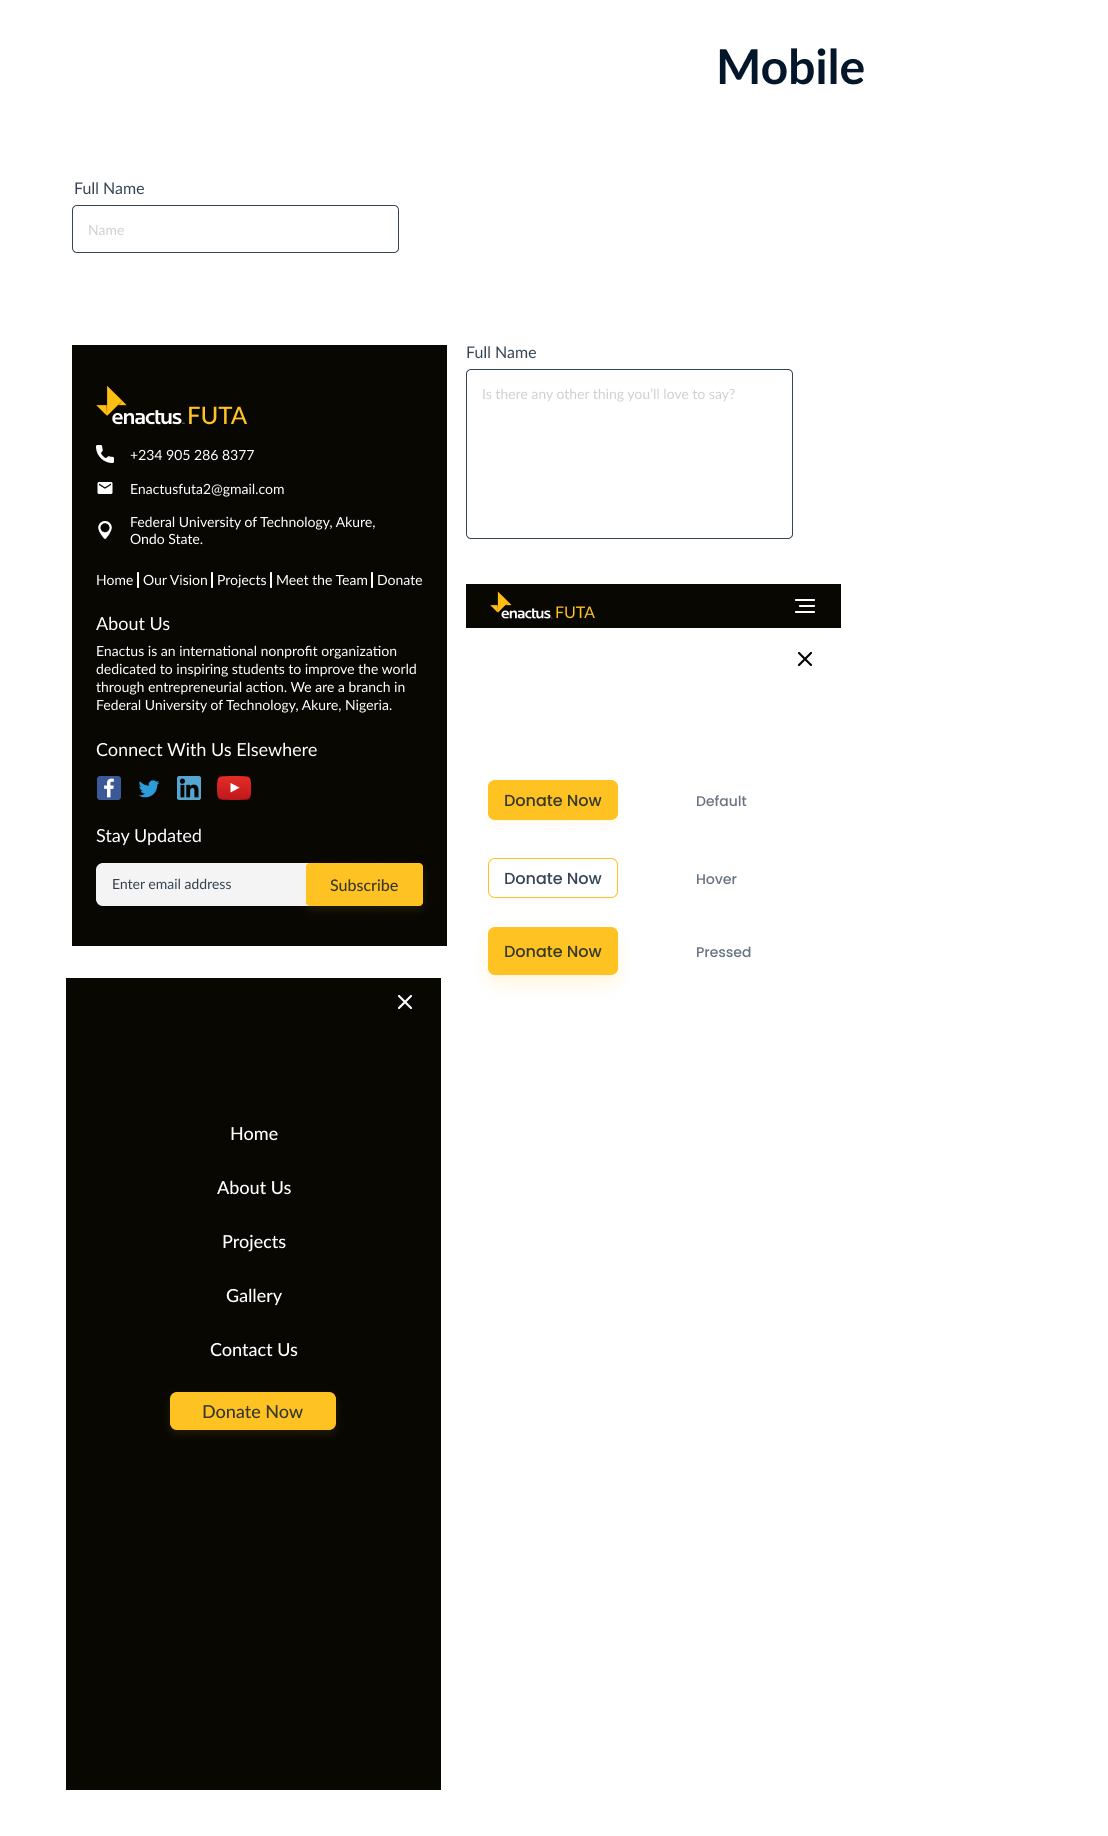 Mobile
Full Name
Name
enactus FUTA
+234 905 286 8377
Enactusfuta2@gmail.com
Federal University of Technology, Akure,
Ondo State.
Home | Our Vision | Projects | Meet the Team | Donate
About Us
Enactus is an international nonprofit organization
dedicated to inspiring students to improve the world
through entrepreneurial action. We are a branch in
Federal University of Technology, Akure, Nigeria.
Connect With Us Elsewhere
f in
Stay Updated
Enter email address Subscribe
Full Name
Is there any other thing you'll love to say?
enactus FUTA
Donate Now Default
Donate Now Hover
Donate Now Pressed
Home
About Us
Projects
Gallery
Contact Us
Donate Now